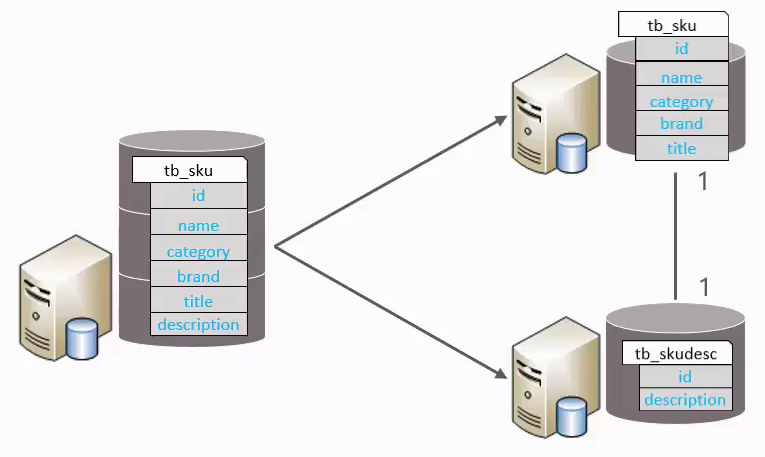 tb_sku
id
name
category
brand
title
description
tb_sku
id
name
category
brand
title
1
1
tb_skudesc
id
description